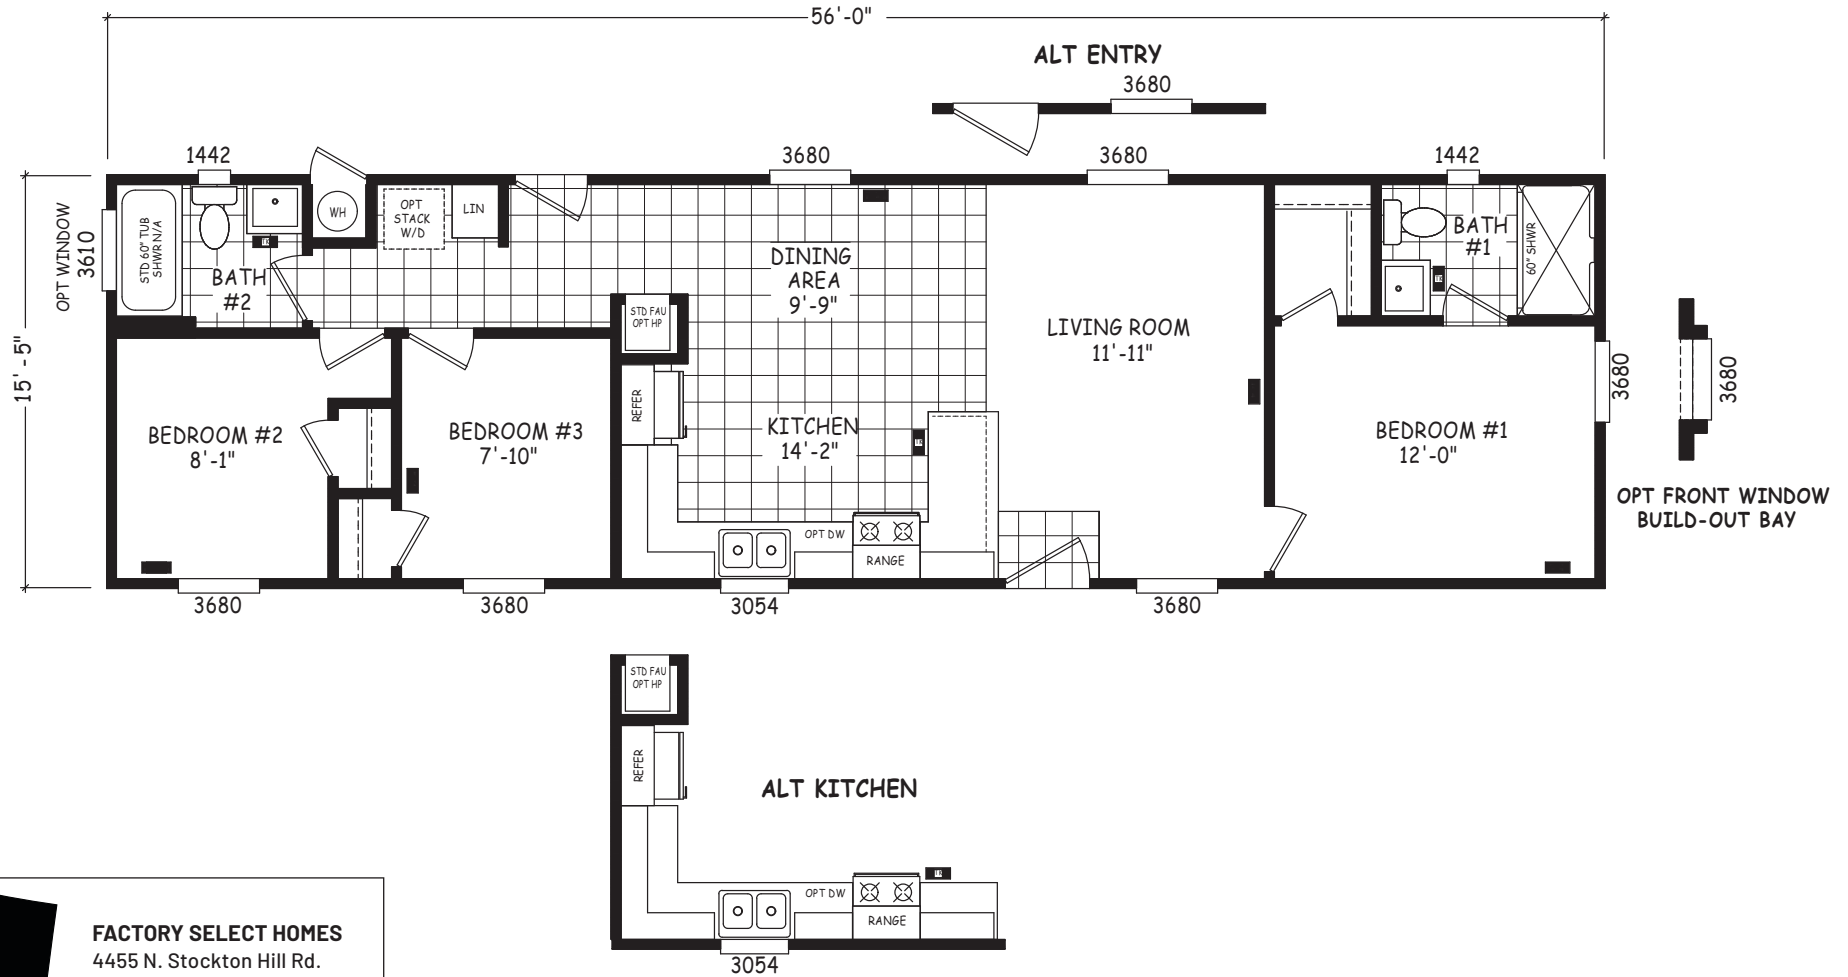 56'-0"
ALT ENTRY
3680
1442
3680
3680
1442
15'-5"
OPT WINDOW
3610
STD 60" TUB
SHWR N/A
BATH
#2
WH
OPT
STACK
W/D
LIN
DINING
AREA
9'-9"
STD FAU
OPT HP
REFER
KITCHEN
14'-2"
LIVING ROOM
11'-11"
BATH
#1
60" SHWR
BEDROOM #2
8'-1"
BEDROOM #3
7'-10"
BEDROOM #1
12'-0"
OPT DW
RANGE
3680
3680
OPT FRONT WINDOW
BUILD-OUT BAY
3680
3680
3054
3680
STD FAU
OPT HP
REFER
ALT KITCHEN
OPT DW
RANGE
3054
FACTORY SELECT HOMES
4455 N. Stockton Hill Rd.